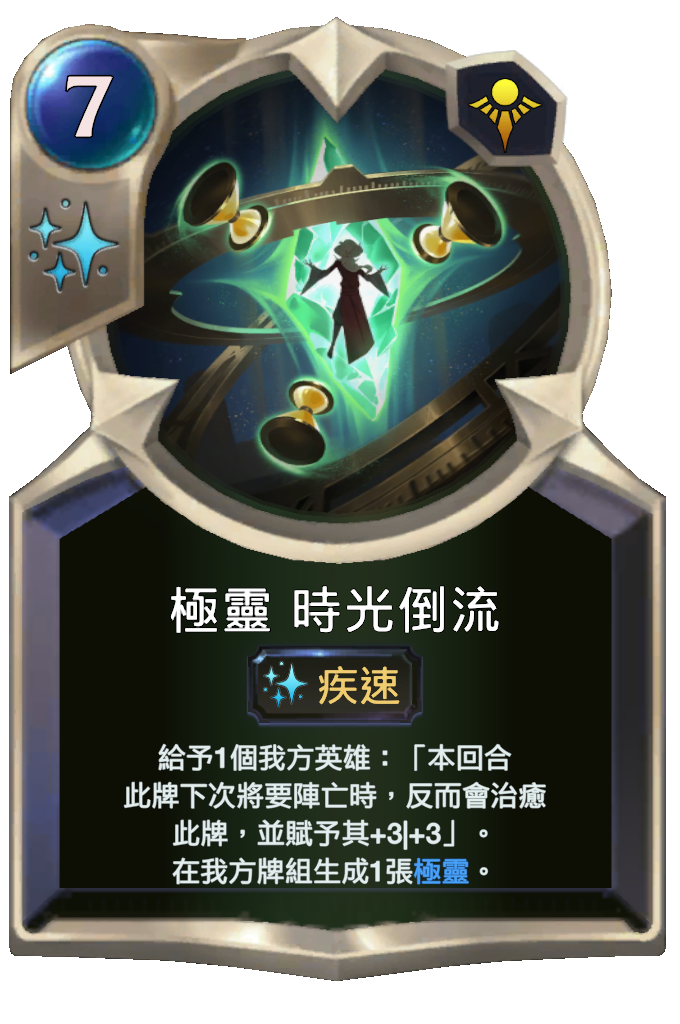 7
極靈 時光倒流
疾速
給予1個我方英雄：「本回合
此牌下次將要陣亡時，反而會治癒
此牌，並賦予其+3|+3」。
在我方牌組生成1張極靈。